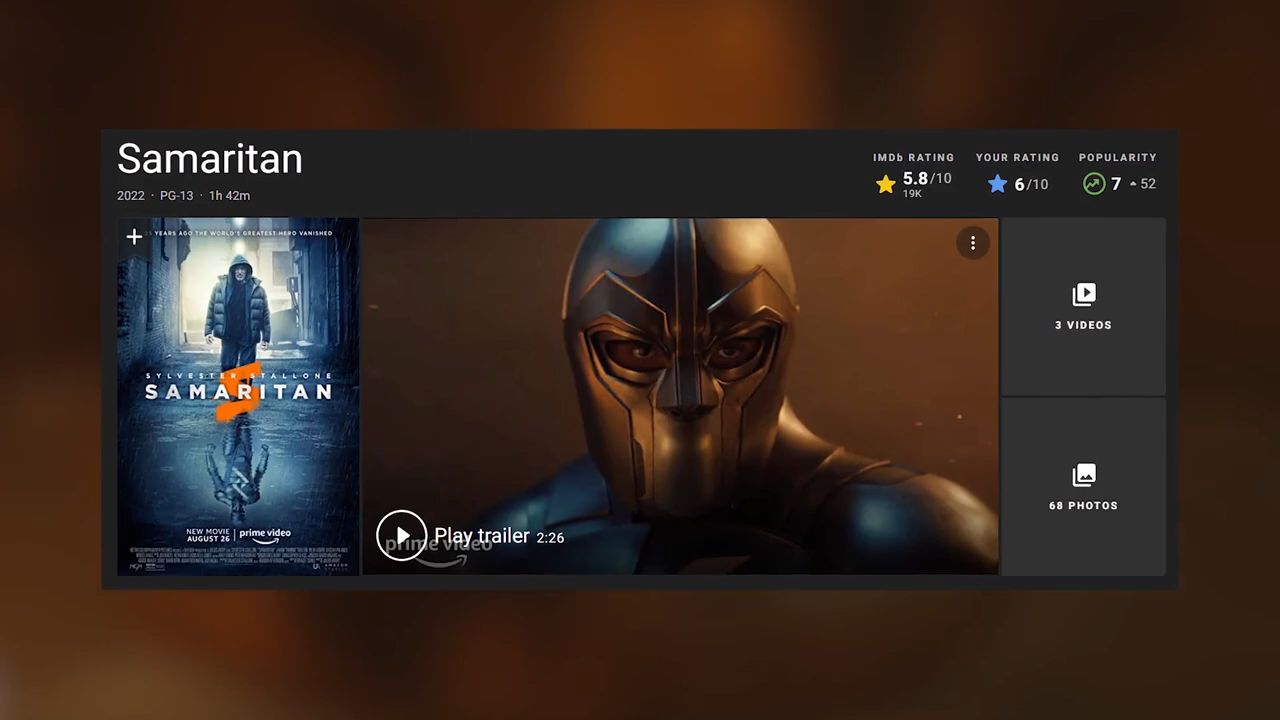 Samaritan
2022 · PG-13 · 1h 42m
IMDb RATING
5.8/10
19K
YOUR RATING
6/10
POPULARITY
7 52
YEARS AGO THE WORLD'S GREATEST HERO VANISHED
SYLVESTER STALLONE
SAMARITAN
NEW MOVIE
AUGUST 26
prime video
Play trailer 2:26
prime video
3 VIDEOS
68 PHOTOS